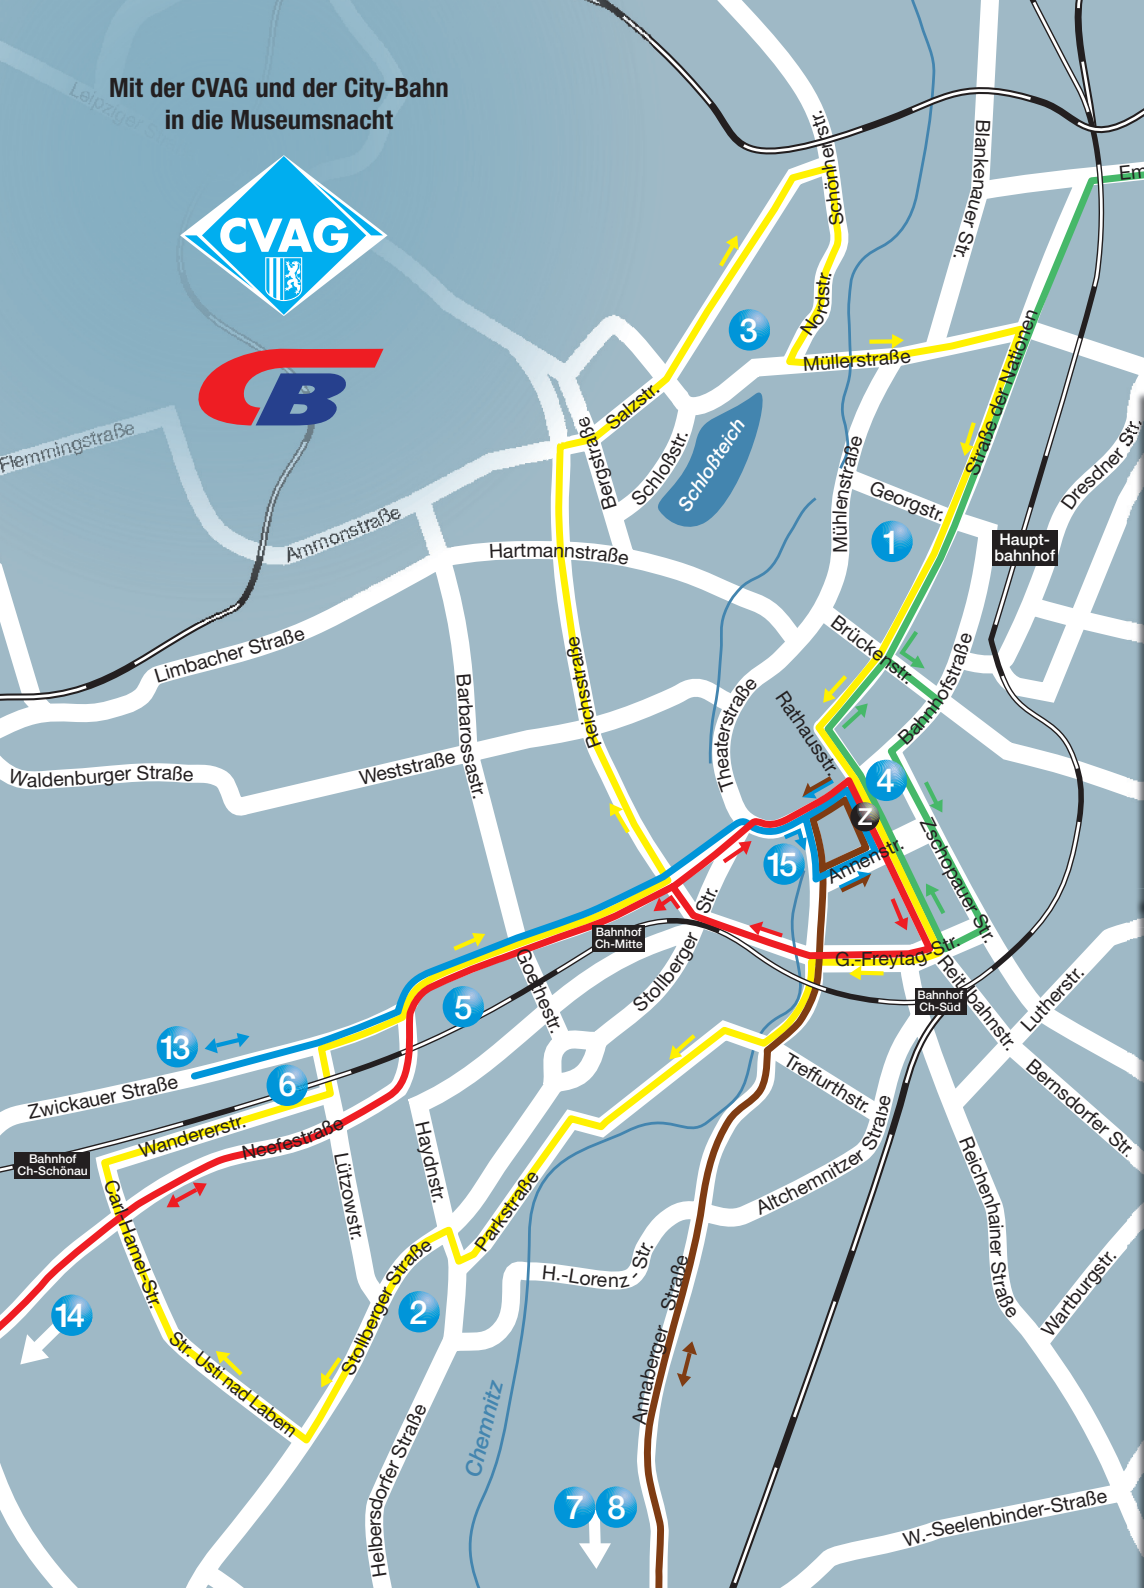 Mit der CVAG und der City-Bahn
in die Museumsnacht
Leipziger
CVAG
CB
Schönherrstr.
Blankenauer Str.
Em
Nordstr.
3
Müllerstraße
Straße der Nationen
Salzstr.
Bergstraße
Schloßstr.
Schloßteich
Flemmingstraße
Ammonstraße
Mühlenstraße
Georgstr.
Dresdner Str.
1
Haupt-
bahnhof
Hartmannstraße
Limbacher Straße
Reichsstraße
Brückenstr.
Bahnhofstraße
Barbarossastr.
Theaterstraße
Rathausstr.
Waldenburger Straße
Weststraße
4
Z
15
Annenstr.
Zschopauer Str.
Bahnhof
Ch-Mitte
Stollberger Str.
G.-Freytag-Str.
Goethestr.
Reitbahnstr.
Bahnhof
Ch-Süd
Lutherstr.
5
13
6
Zwickauer Straße
Treffurthstr.
Bernsdorfer Str.
Wandererstr.
Neefestraße
Haydnstr.
Bahnhof
Ch-Schönau
Lützowstr.
Altchemnitzer Straße
Reichenhainer Straße
Carl-Hamel-Str.
Parkstraße
H.-Lorenz-Str.
Wartburgstr.
14
2
Stollberger Straße
Annaberger Straße
Str. Usti nad Labem
Chemnitz
Helbersdorfer Straße
7
8
W.-Seelenbinder-Straße